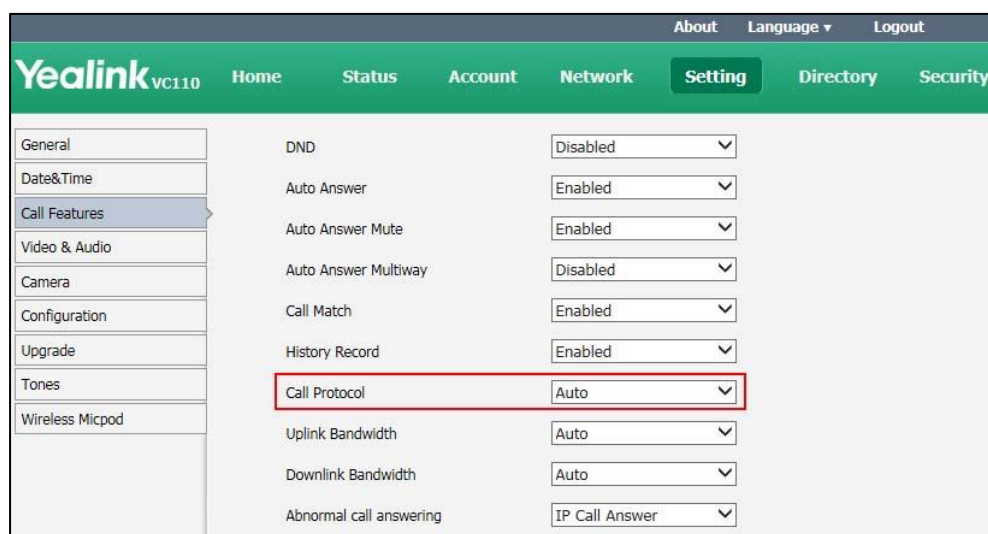 About Language ▾ Logout
Yealink VC110 Home Status Account Network Setting Directory Security
General
Date&Time
Call Features
Video & Audio
Camera
Configuration
Upgrade
Tones
Wireless Micpod
DND Disabled
Auto Answer Enabled
Auto Answer Mute Enabled
Auto Answer Multiway Disabled
Call Match Enabled
History Record Enabled
Call Protocol Auto
Uplink Bandwidth Auto
Downlink Bandwidth Auto
Abnormal call answering IP Call Answer